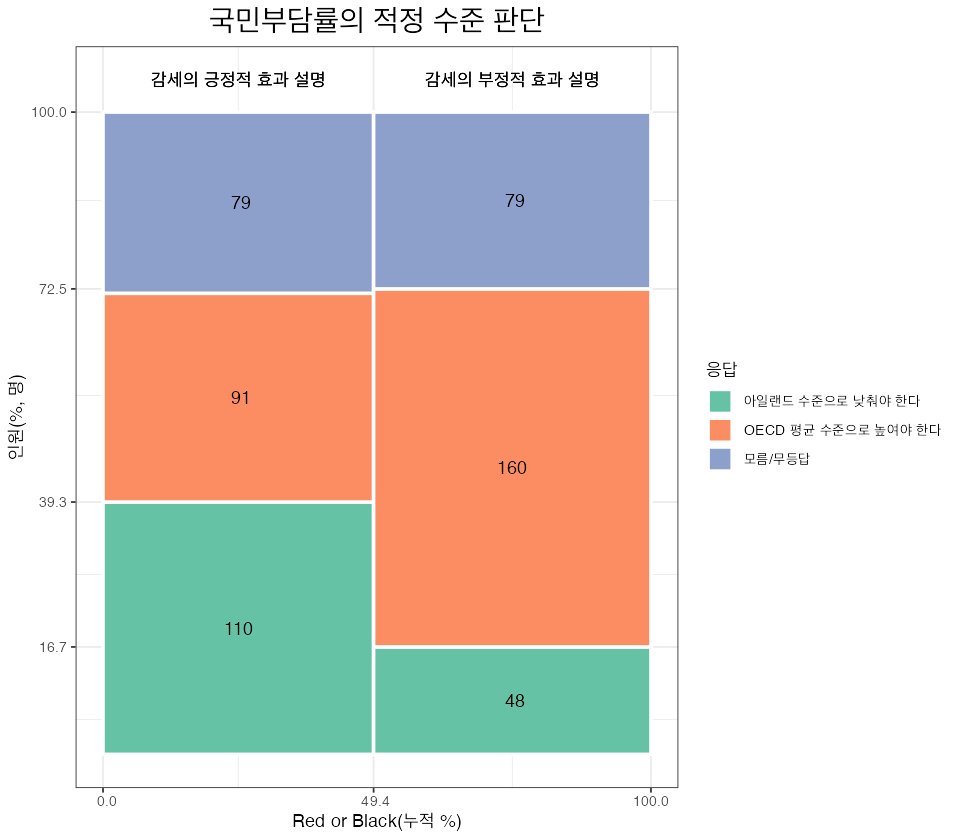 국민부담률의 적정 수준 판단
감세의 긍정적 효과 설명
감세의 부정적 효과 설명
100.0
72.5
39.3
16.7
인원(%, 명)
79
79
91
160
110
48
0.0
49.4
100.0
Red or Black(누적 %)
응답
아일랜드 수준으로 낮춰야 한다
OECD 평균 수준으로 높여야 한다
모름/무응답